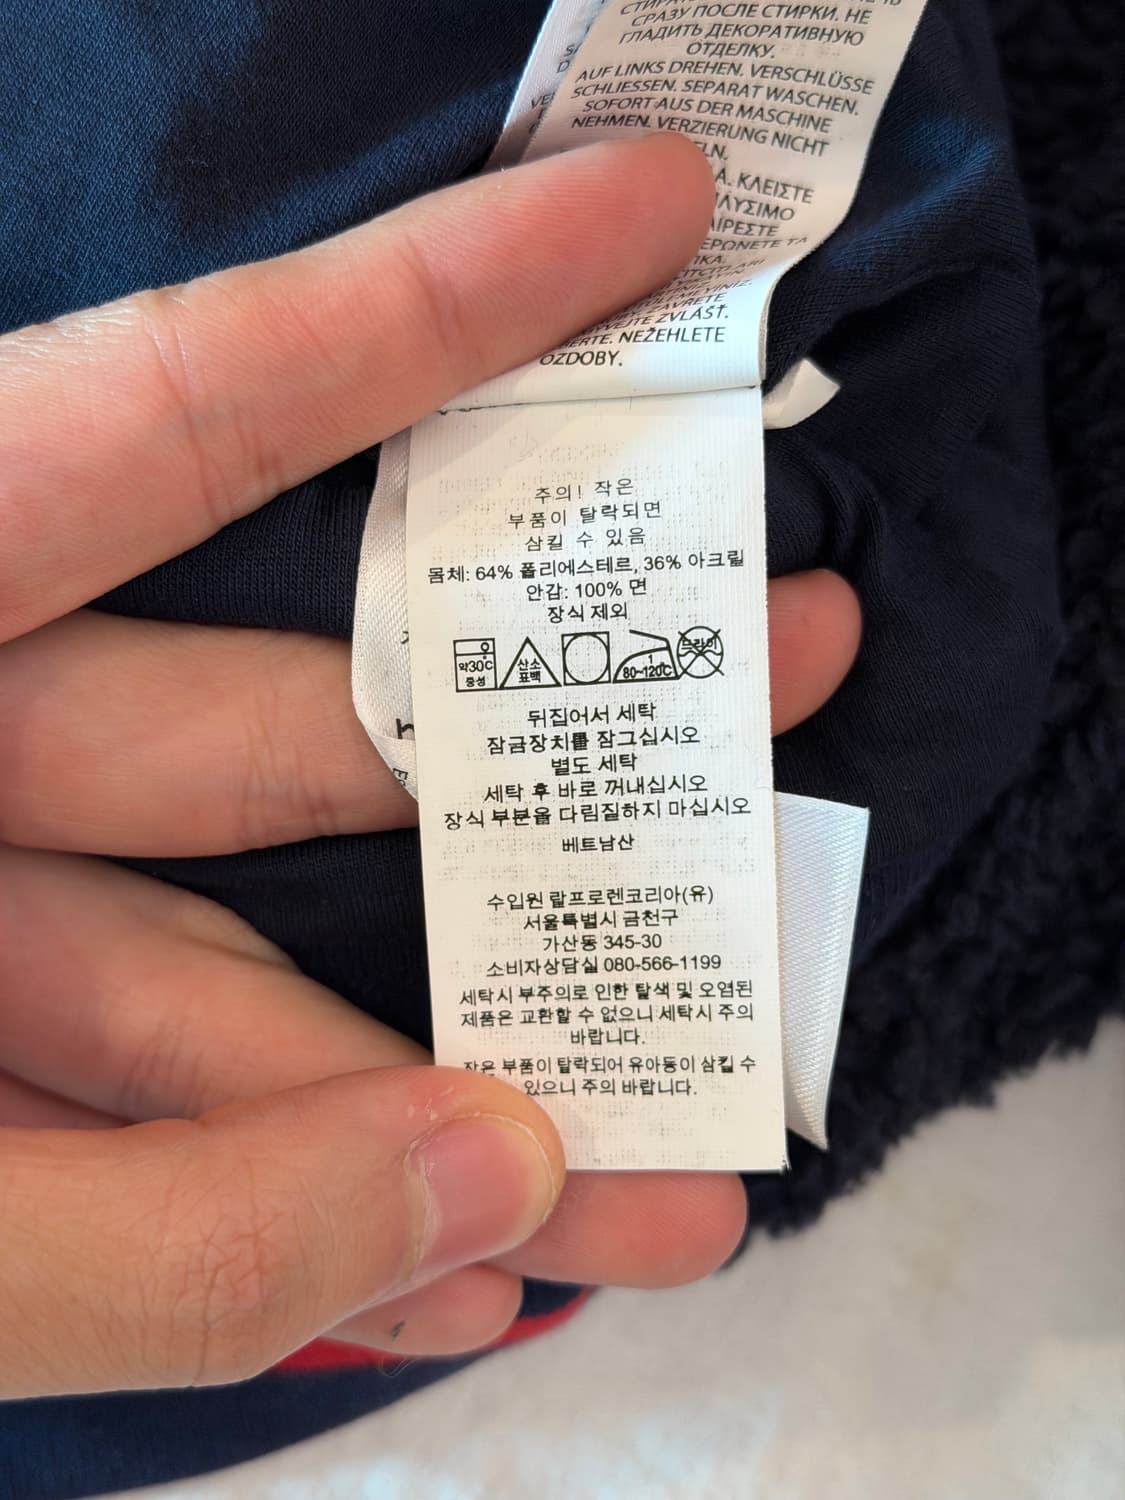 СРАЗУ ПОСЛЕ СТИРКИ. НЕ
ГЛАДИТЬ ДЕКОРАТИВНУЮ
ОТДЕЛКУ.
AUF LINKS DREHEN. VERSCHLÜSSE
SCHLIESSEN. SEPARAT WASCHEN.
SOFORT AUS DER MASCHINE
NEHMEN. VERZIERUNG NICHT
ΚΛΕΙΣΤΕ
NEŽEHLETE
OZDOBY.
주의! 작은
부품이 탈락되면
삼킬 수 있음
몸체: 64% 폴리에스테르, 36% 아크릴
안감: 100% 면
장식 제외
약30℃
중성
산소
표백
1
80~120℃
드라이
뒤집어서 세탁
잠금장치를 잠그십시오
별도 세탁
세탁 후 바로 꺼내십시오
장식 부분을 다림질하지 마십시오
베트남산
수입원 랄프로렌코리아(유)
서울특별시 금천구
가산동 345-30
소비자상담실 080-566-1199
세탁시 부주의로 인한 탈색 및 오염된
제품은 교환할 수 없으니 세탁시 주의
바랍니다.
작은 부품이 탈락되어 유아동이 삼킬 수
있으니 주의 바랍니다.